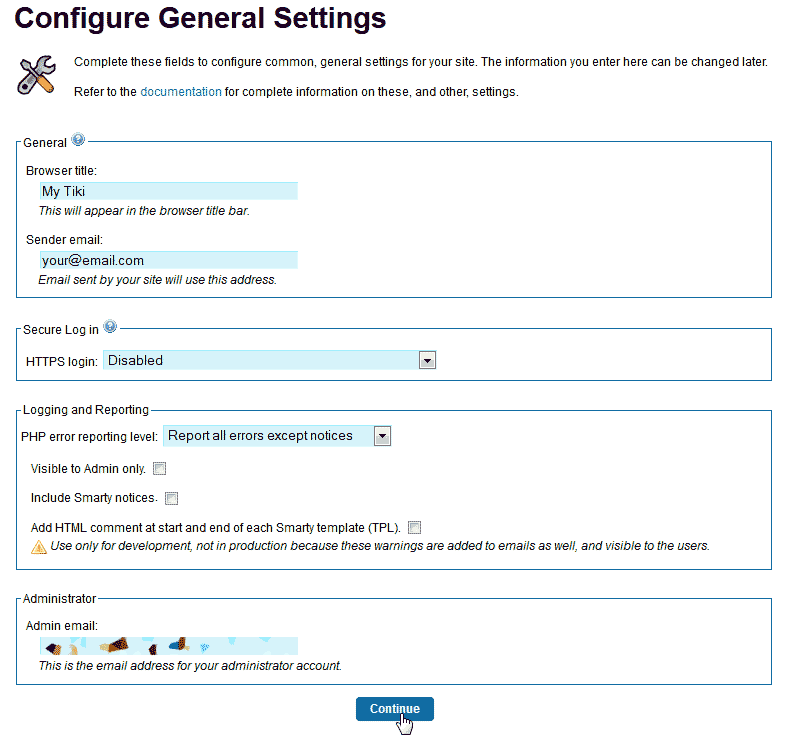 Configure General Settings
Complete these fields to configure common, general settings for your site. The information you enter here can be changed later.
Refer to the documentation for complete information on these, and other, settings.
General
Browser title:
My Tiki
This will appear in the browser title bar.
Sender email:
your@email.com
Email sent by your site will use this address.
Secure Log in
HTTPS login: Disabled
Logging and Reporting
PHP error reporting level: Report all errors except notices
Visible to Admin only.
Include Smarty notices.
Add HTML comment at start and end of each Smarty template (TPL).
Use only for development, not in production because these warnings are added to emails as well, and visible to the users.
Administrator
Admin email:
This is the email address for your administrator account.
Continue